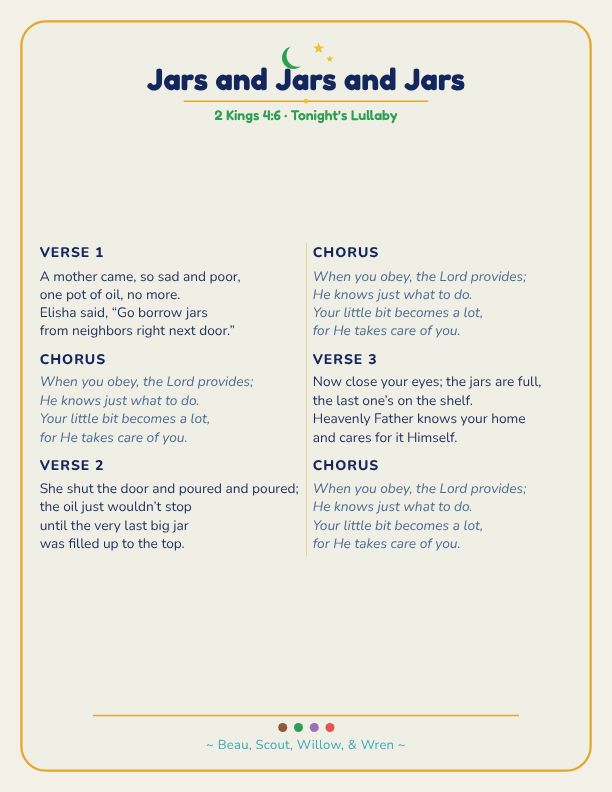 Jars and Jars and Jars
2 Kings 4:6 · Tonight’s Lullaby
VERSE 1
A mother came, so sad and poor,
one pot of oil, no more.
Elisha said, “Go borrow jars
from neighbors right next door.”
CHORUS
When you obey, the Lord provides;
He knows just what to do.
Your little bit becomes a lot,
for He takes care of you.
VERSE 2
She shut the door and poured and poured;
the oil just wouldn’t stop
until the very last big jar
was filled up to the top.
CHORUS
When you obey, the Lord provides;
He knows just what to do.
Your little bit becomes a lot,
for He takes care of you.
VERSE 3
Now close your eyes; the jars are full,
the last one’s on the shelf.
Heavenly Father knows your home
and cares for it Himself.
CHORUS
When you obey, the Lord provides;
He knows just what to do.
Your little bit becomes a lot,
for He takes care of you.
~ Beau, Scout, Willow, & Wren ~